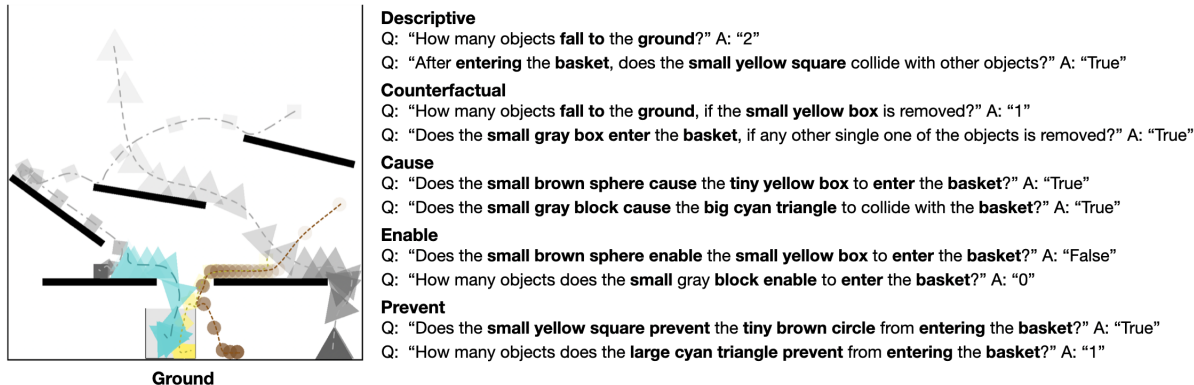 Descriptive
Q: “How many objects fall to the ground?” A: “2”
Q: “After entering the basket, does the small yellow square collide with other objects?” A: “True”
Counterfactual
Q: “How many objects fall to the ground, if the small yellow box is removed?” A: “1”
Q: “Does the small gray box enter the basket, if any other single one of the objects is removed?” A: “True”
Cause
Q: “Does the small brown sphere cause the tiny yellow box to enter the basket?” A: “True”
Q: “Does the small gray block cause the big cyan triangle to collide with the basket?” A: “True”
Enable
Q: “Does the small brown sphere enable the small yellow box to enter the basket?” A: “False”
Q: “How many objects does the small gray block enable to enter the basket?” A: “0”
Prevent
Q: “Does the small yellow square prevent the tiny brown circle from entering the basket?” A: “True”
Q: “How many objects does the large cyan triangle prevent from entering the basket?” A: “1”
Ground